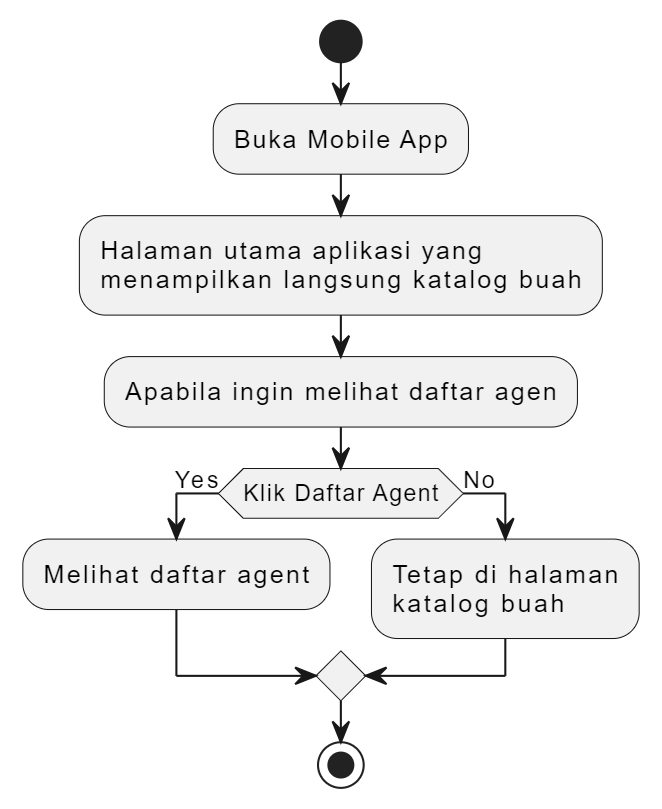 Buka Mobile App
Halaman utama aplikasi yang
menampilkan langsung katalog buah
Apabila ingin melihat daftar agen
Yes
Klik Daftar Agent
No
Melihat daftar agent
Tetap di halaman
katalog buah